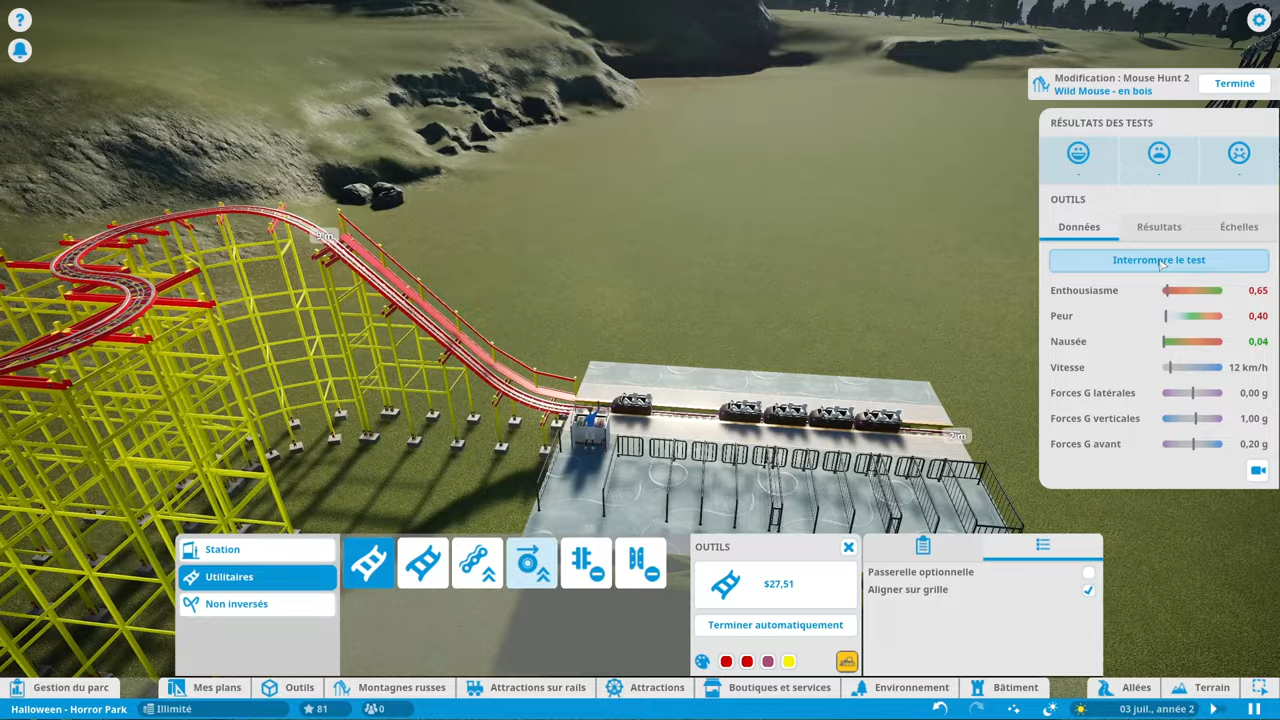 ?
Modification : Mouse Hunt 2
Wild Mouse - en bois
Terminé
RÉSULTATS DES TESTS
- - -
OUTILS
Données Résultats Échelles
Interrompre le test
Enthousiasme 0,65
Peur 0,40
Nausée 0,04
Vitesse 12 km/h
Forces G latérales 0,00 g
Forces G verticales 1,00 g
Forces G avant 0,20 g
9 m
2 m
Station
Utilitaires
Non inversés
OUTILS
$27,51
Terminer automatiquement
Passerelle optionnelle
Aligner sur grille
Gestion du parc
Mes plans
Outils
Montagnes russes
Attractions sur rails
Attractions
Boutiques et services
Environnement
Bâtiment
Allées
Terrain
Halloween - Horror Park
Illimité
81
0
03 juil., année 2